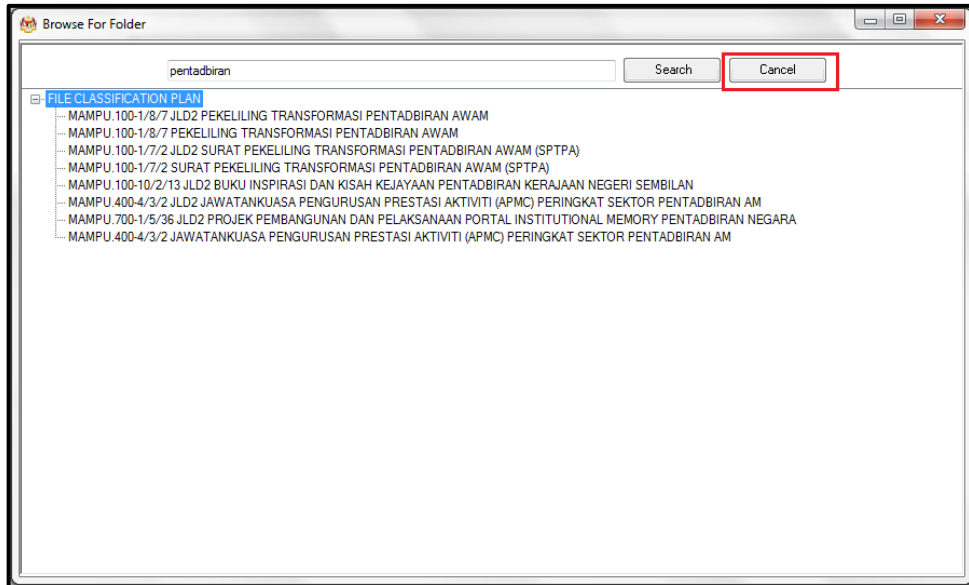 Browse For Folder
pentadbiran Search Cancel
FILE CLASSIFICATION PLAN
MAMPU.100-1/8/7 JLD2 PEKELILING TRANSFORMASI PENTADBIRAN AWAM
MAMPU.100-1/8/7 PEKELILING TRANSFORMASI PENTADBIRAN AWAM
MAMPU.100-1/7/2 JLD2 SURAT PEKELILING TRANSFORMASI PENTADBIRAN AWAM (SPTPA)
MAMPU.100-1/7/2 SURAT PEKELILING TRANSFORMASI PENTADBIRAN AWAM (SPTPA)
MAMPU.100-10/2/13 JLD2 BUKU INSPIRASI DAN KISAH KEJAYAAN PENTADBIRAN KERAJAAN NEGERI SEMBILAN
MAMPU.400-4/3/2 JLD2 JAWATANKUASA PENGURUSAN PRESTASI AKTIVITI (APMC) PERINGKAT SEKTOR PENTADBIRAN AM
MAMPU.700-1/5/36 JLD2 PROJEK PEMBANGUNAN DAN PELAKSANAAN PORTAL INSTITUTIONAL MEMORY PENTADBIRAN NEGARA
MAMPU.400-4/3/2 JAWATANKUASA PENGURUSAN PRESTASI AKTIVITI (APMC) PERINGKAT SEKTOR PENTADBIRAN AM